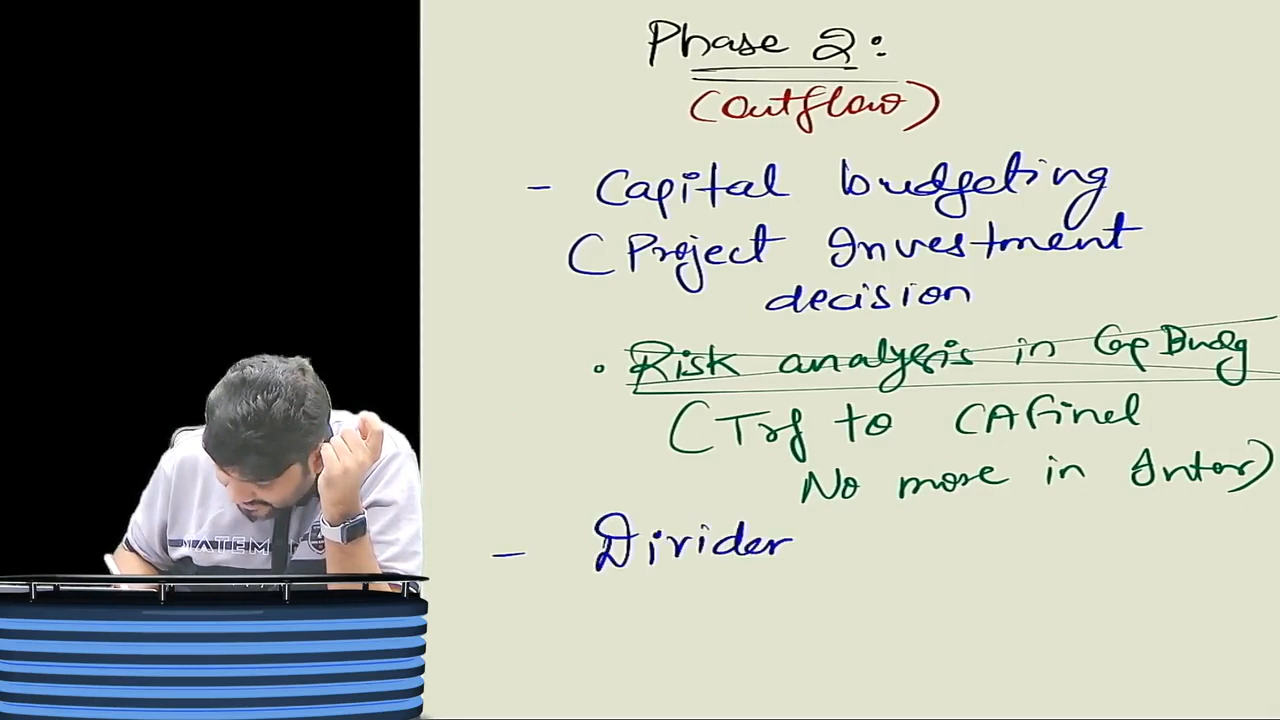 Phase 2:
(Outflow)
- Capital budgeting
(Project Investment
decision
• Risk analysis in Cap Budg
(Trf to CA Final
No more in Inter)
- Divider